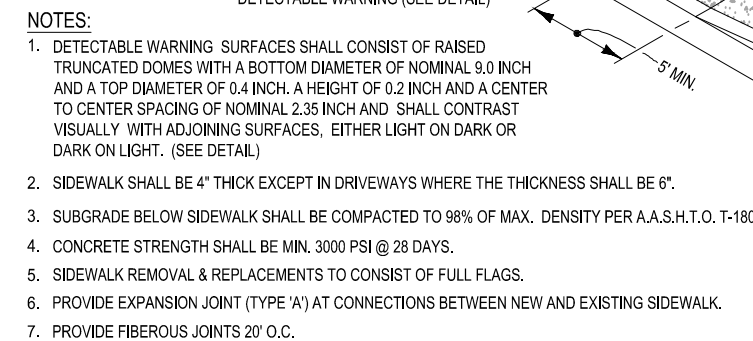 DETECTABLE WARNING (SEE DETAIL)
NOTES:
1. DETECTABLE WARNING SURFACES SHALL CONSIST OF RAISED
TRUNCATED DOMES WITH A BOTTOM DIAMETER OF NOMINAL 9.0 INCH
AND A TOP DIAMETER OF 0.4 INCH. A HEIGHT OF 0.2 INCH AND A CENTER
TO CENTER SPACING OF NOMINAL 2.35 INCH AND SHALL CONTRAST
VISUALLY WITH ADJOINING SURFACES, EITHER LIGHT ON DARK OR
DARK ON LIGHT. (SEE DETAIL)
5' MIN.
2. SIDEWALK SHALL BE 4" THICK EXCEPT IN DRIVEWAYS WHERE THE THICKNESS SHALL BE 6".
3. SUBGRADE BELOW SIDEWALK SHALL BE COMPACTED TO 98% OF MAX. DENSITY PER A.A.S.H.T.O. T-180
4. CONCRETE STRENGTH SHALL BE MIN. 3000 PSI @ 28 DAYS.
5. SIDEWALK REMOVAL & REPLACEMENTS TO CONSIST OF FULL FLAGS.
6. PROVIDE EXPANSION JOINT (TYPE 'A') AT CONNECTIONS BETWEEN NEW AND EXISTING SIDEWALK.
7. PROVIDE FIBEROUS JOINTS 20' O.C.